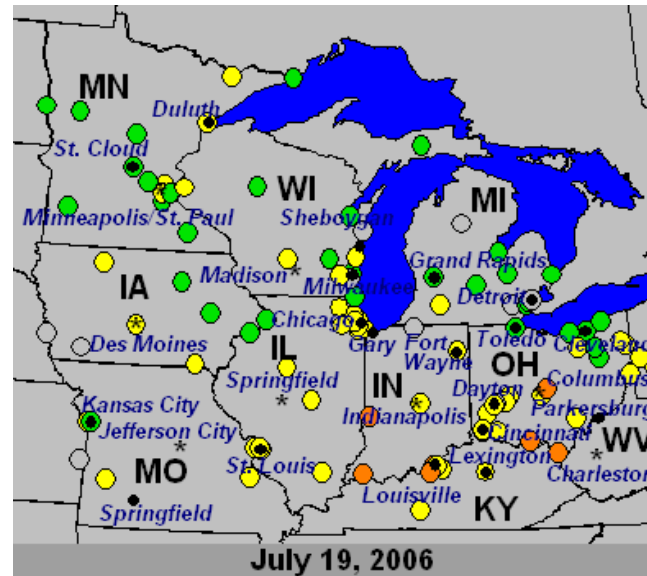 MN
Duluth
St. Cloud
WI
MI
Minneapolis/St. Paul
Sheboygan
Grand Rapids
Madison
Milwaukee
Detroit
IA
Chicago
Des Moines
Gary
Fort Wayne
Toledo
Cleveland
IL
OH
Springfield
IN
Dayton
Columbus
Kansas City
Indianapolis
Parkersburg
Jefferson City
Cincinnati
WV
MO
St. Louis
Lexington
Charleston
Louisville
Springfield
KY
July 19, 2006